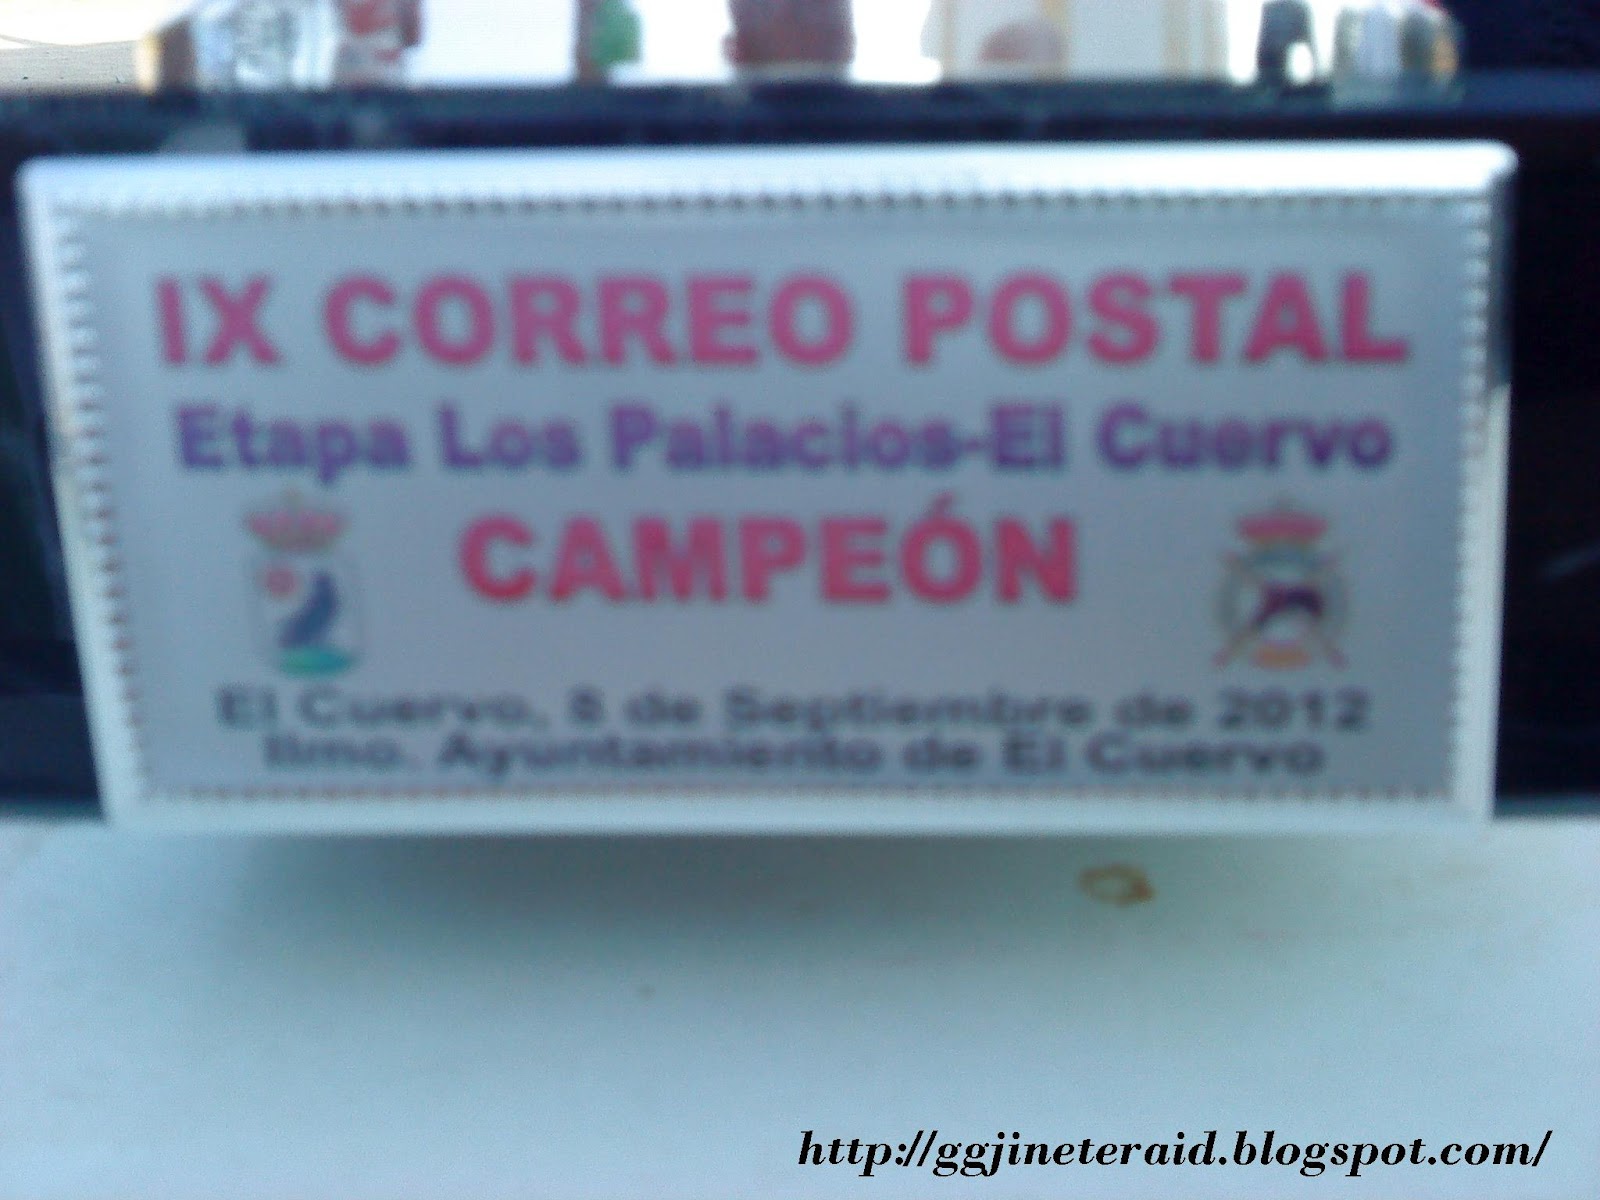 IX CORREO POSTAL
Etapa Los Palacios-El Cuervo
CAMPEÓN
El Cuervo, 8 de Septiembre de 2012
Ilmo. Ayuntamiento de El Cuervo
http://ggjineteraid.blogspot.com/